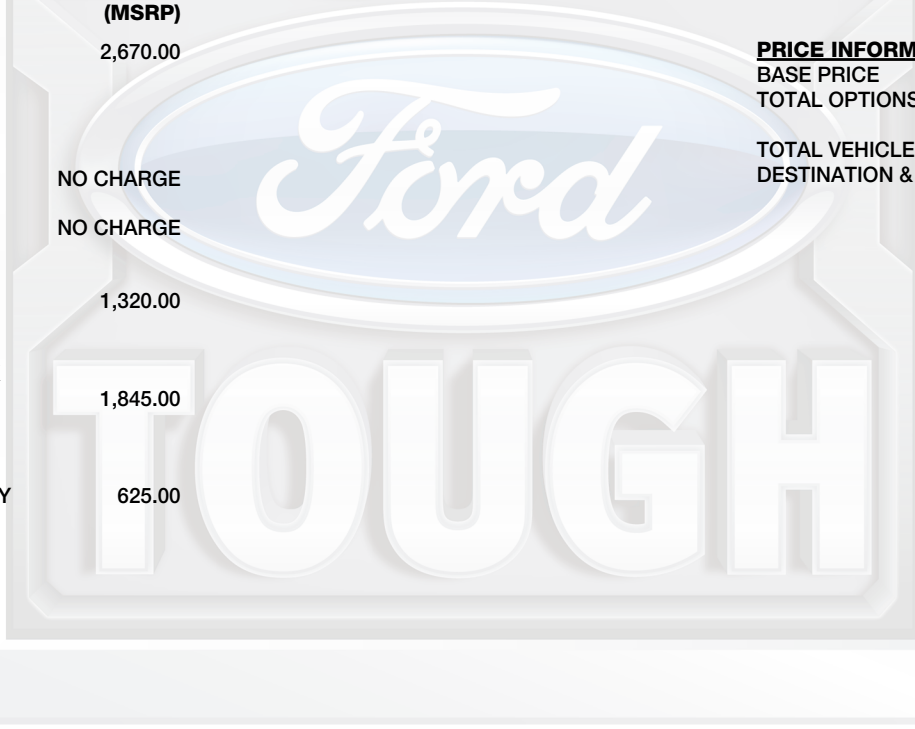 (MSRP)
2,670.00
NO CHARGE
NO CHARGE
1,320.00
1,845.00
Y 625.00
PRICE INFORM
BASE PRICE
TOTAL OPTIONS
TOTAL VEHICLE
DESTINATION &
Ford
TOUGH